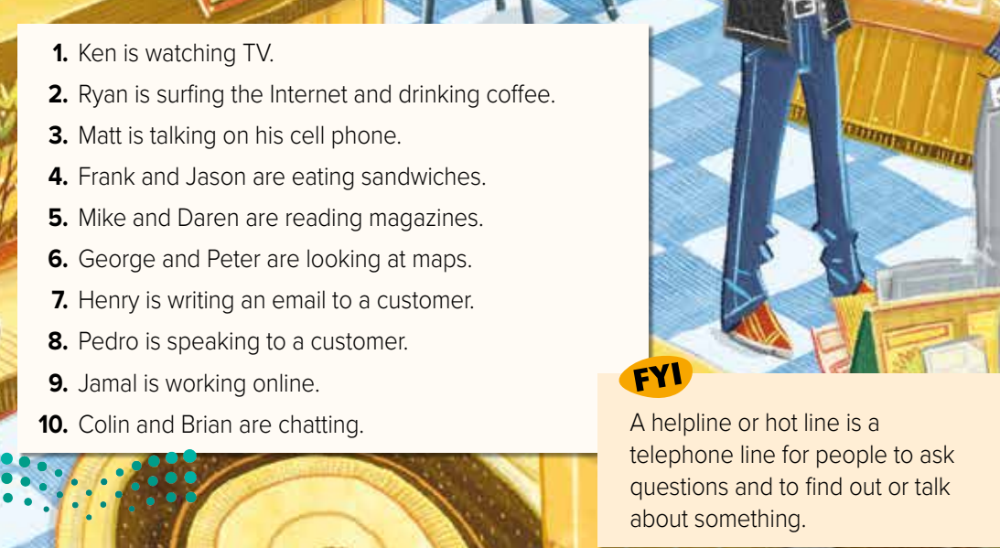 1. Ken is watching TV.
2. Ryan is surfing the Internet and drinking coffee.
3. Matt is talking on his cell phone.
4. Frank and Jason are eating sandwiches.
5. Mike and Daren are reading magazines.
6. George and Peter are looking at maps.
7. Henry is writing an email to a customer.
8. Pedro is speaking to a customer.
9. Jamal is working online.
10. Colin and Brian are chatting.
FYI
A helpline or hot line is a
telephone line for people to ask
questions and to find out or talk
about something.